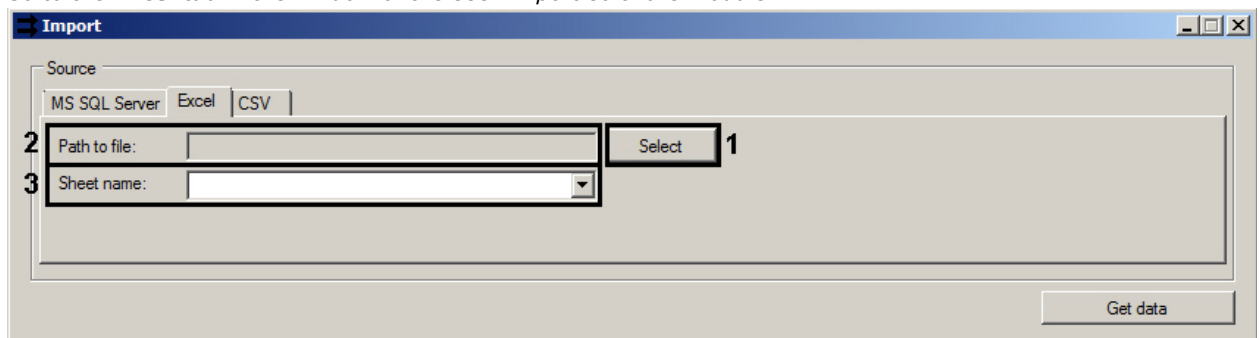 Import
Source
MS SQL Server Excel CSV
2 Path to file: Select 1
3 Sheet name:
Get data